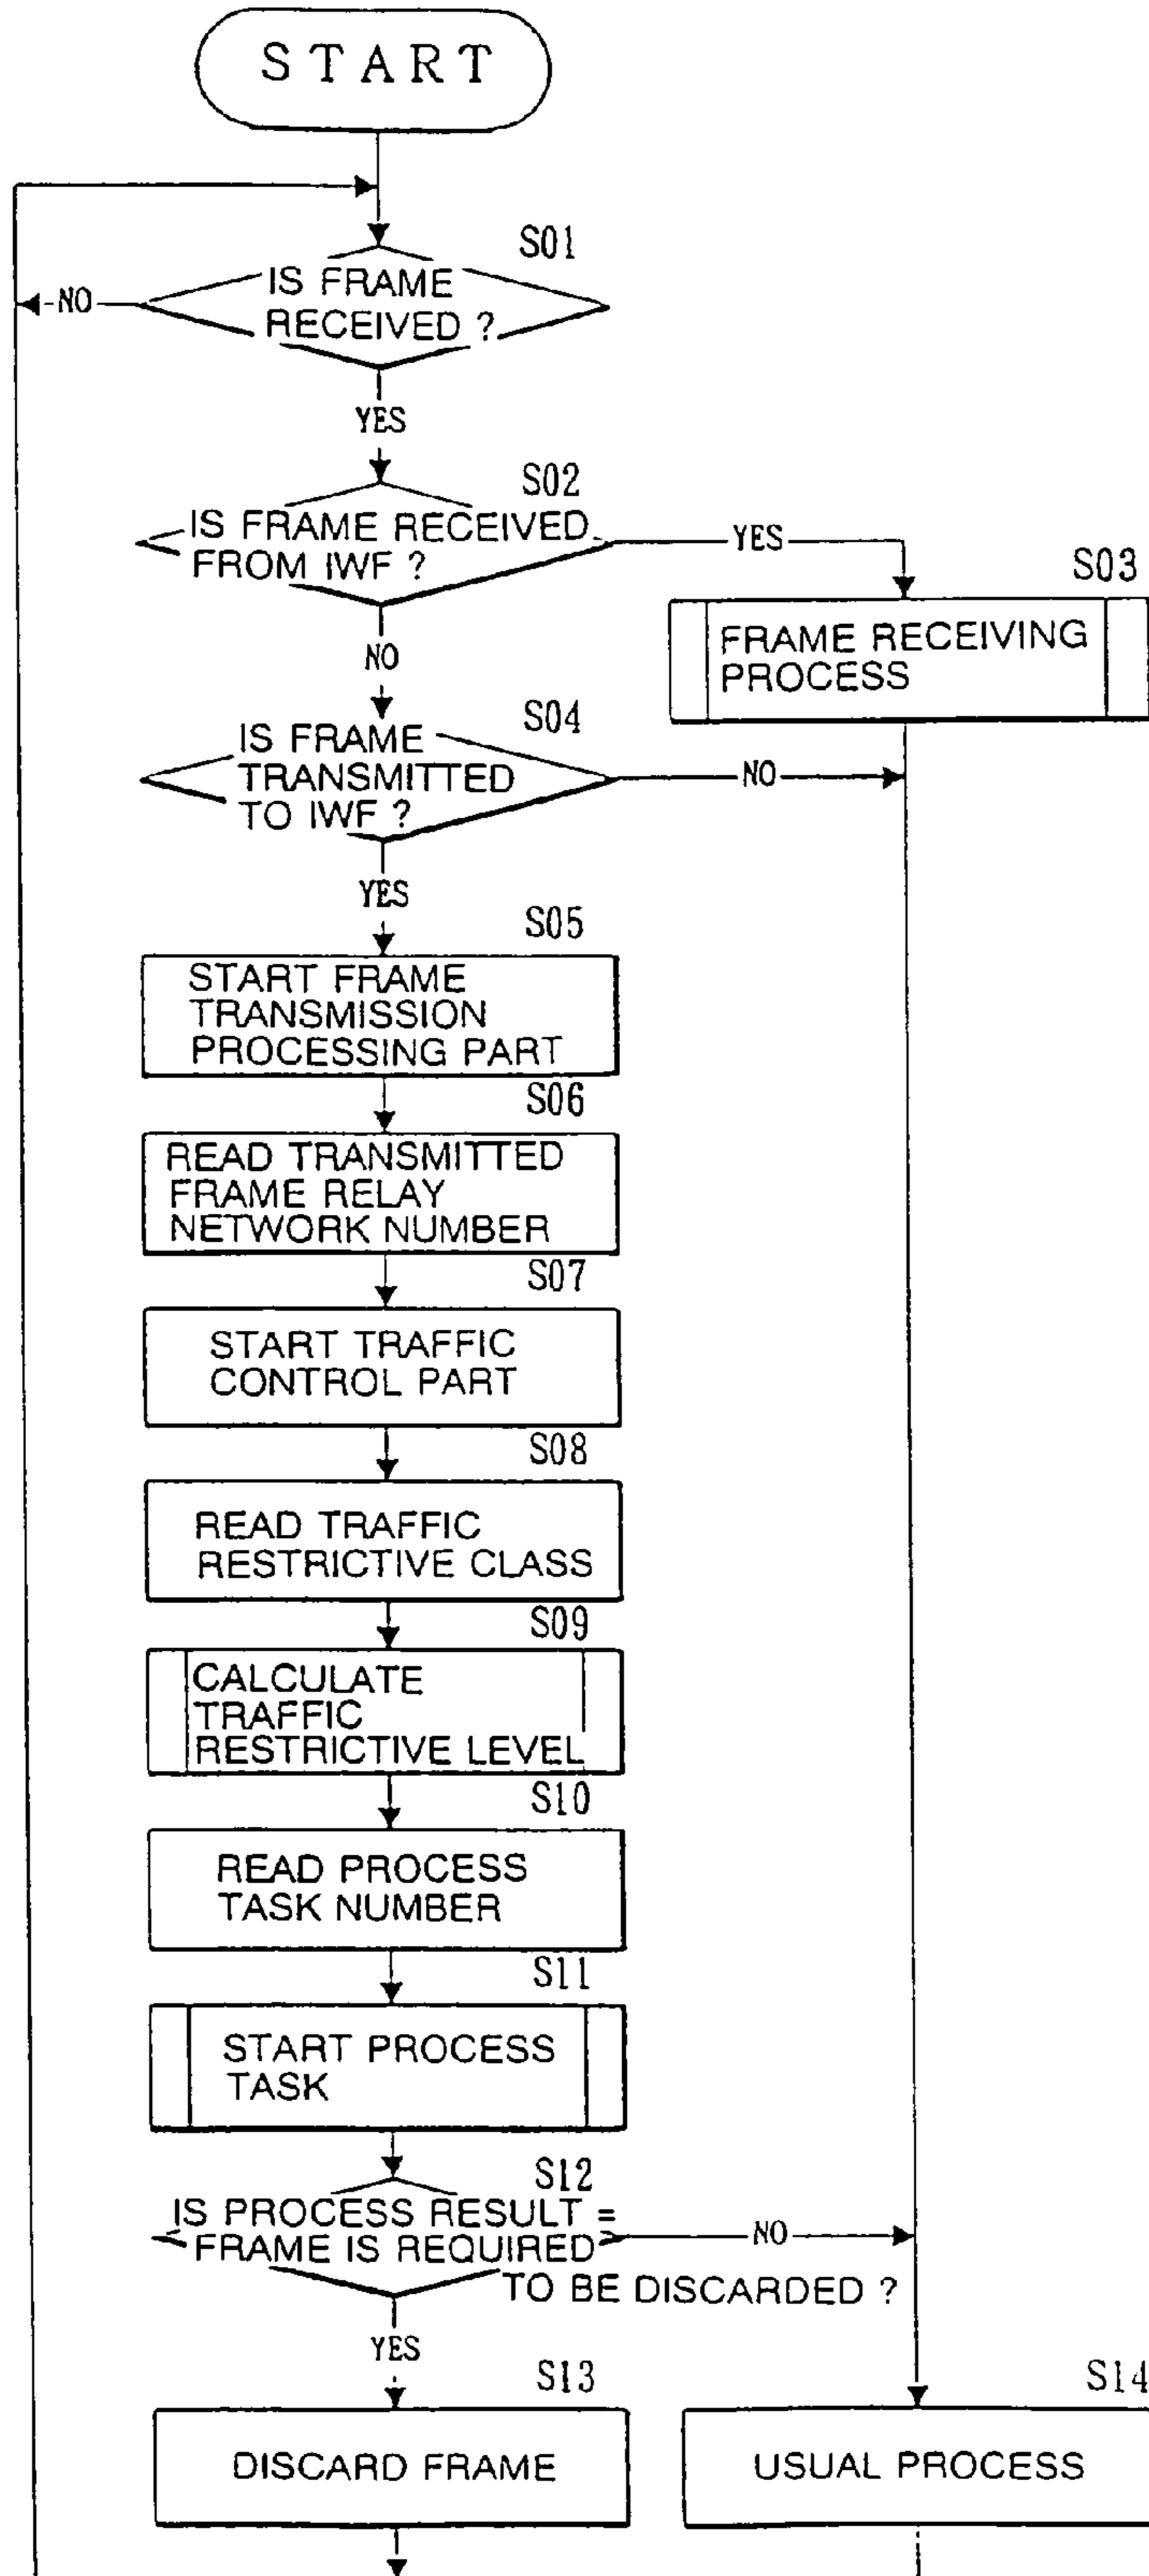 START
S01
IS FRAME
RECEIVED ?
NO
YES
S02
IS FRAME RECEIVED
FROM IWF ?
YES
S03
FRAME RECEIVING
PROCESS
NO
S04
IS FRAME
TRANSMITTED
TO IWF ?
NO
YES
S05
START FRAME
TRANSMISSION
PROCESSING PART
S06
READ TRANSMITTED
FRAME RELAY
NETWORK NUMBER
S07
START TRAFFIC
CONTROL PART
S08
READ TRAFFIC
RESTRICTIVE CLASS
S09
CALCULATE
TRAFFIC
RESTRICTIVE LEVEL
S10
READ PROCESS
TASK NUMBER
S11
START PROCESS
TASK
S12
IS PROCESS RESULT =
FRAME IS REQUIRED
TO BE DISCARDED ?
NO
YES
S13
DISCARD FRAME
S14
USUAL PROCESS